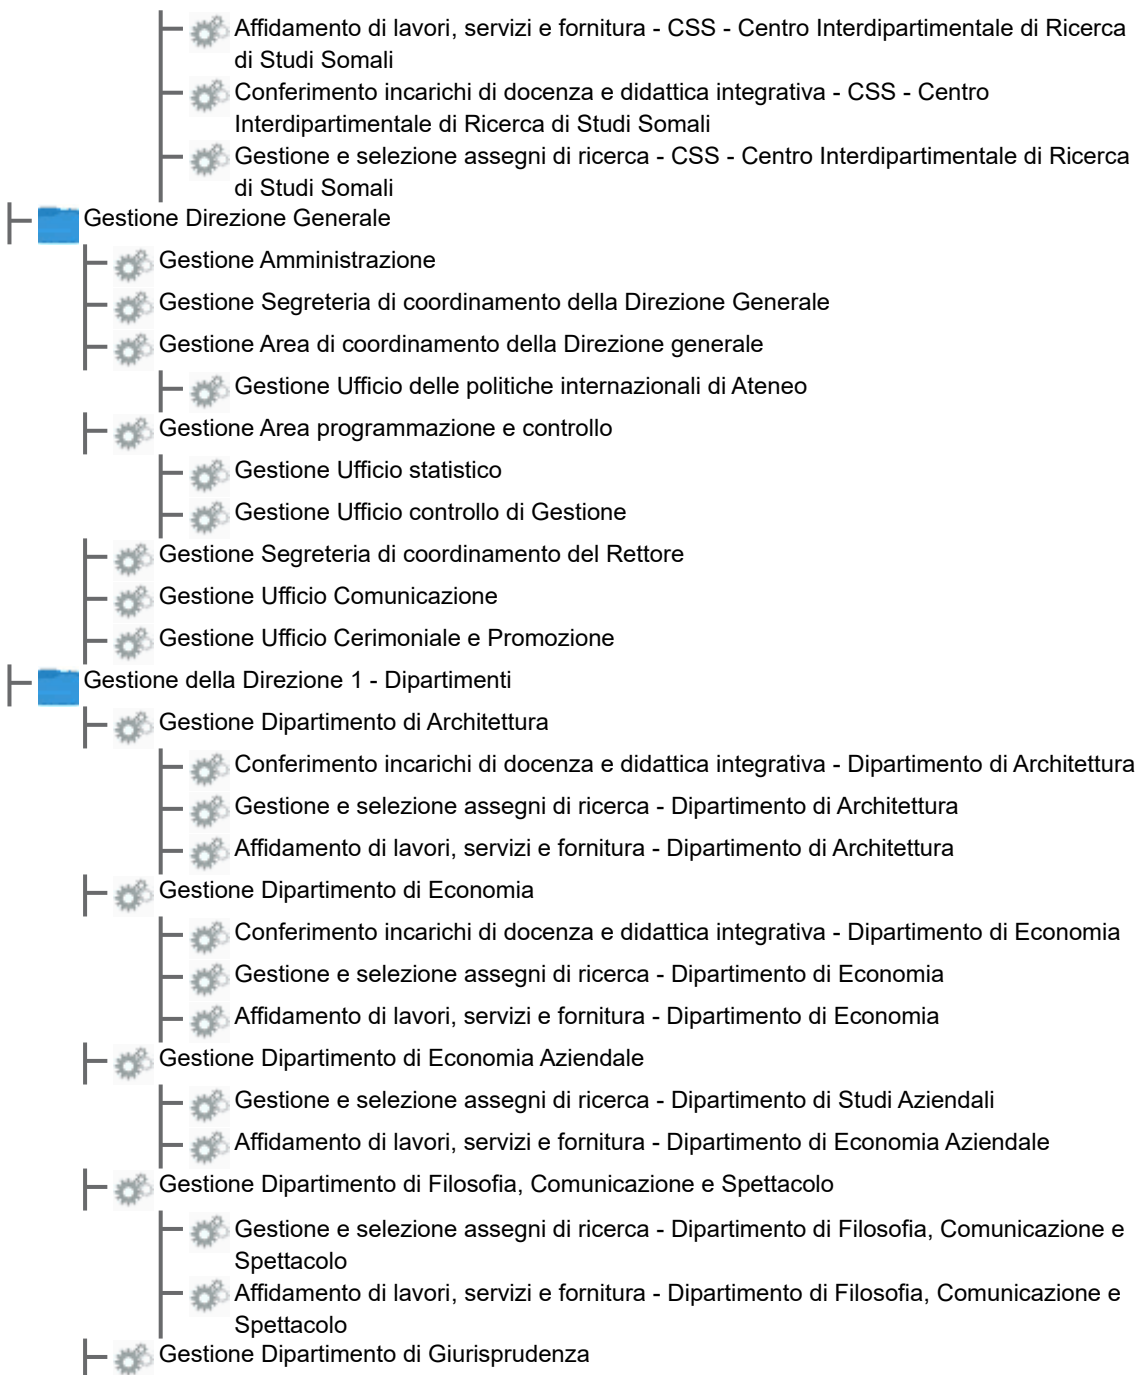 Affidamento di lavori, servizi e fornitura - CSS - Centro Interdipartimentale di Ricerca
di Studi Somali
Conferimento incarichi di docenza e didattica integrativa - CSS - Centro
Interdipartimentale di Ricerca di Studi Somali
Gestione e selezione assegni di ricerca - CSS - Centro Interdipartimentale di Ricerca
di Studi Somali
Gestione Direzione Generale
Gestione Amministrazione
Gestione Segreteria di coordinamento della Direzione Generale
Gestione Area di coordinamento della Direzione generale
Gestione Ufficio delle politiche internazionali di Ateneo
Gestione Area programmazione e controllo
Gestione Ufficio statistico
Gestione Ufficio controllo di Gestione
Gestione Segreteria di coordinamento del Rettore
Gestione Ufficio Comunicazione
Gestione Ufficio Cerimoniale e Promozione
Gestione della Direzione 1 - Dipartimenti
Gestione Dipartimento di Architettura
Conferimento incarichi di docenza e didattica integrativa - Dipartimento di Architettura
Gestione e selezione assegni di ricerca - Dipartimento di Architettura
Affidamento di lavori, servizi e fornitura - Dipartimento di Architettura
Gestione Dipartimento di Economia
Conferimento incarichi di docenza e didattica integrativa - Dipartimento di Economia
Gestione e selezione assegni di ricerca - Dipartimento di Economia
Affidamento di lavori, servizi e fornitura - Dipartimento di Economia
Gestione Dipartimento di Economia Aziendale
Gestione e selezione assegni di ricerca - Dipartimento di Studi Aziendali
Affidamento di lavori, servizi e fornitura - Dipartimento di Economia Aziendale
Gestione Dipartimento di Filosofia, Comunicazione e Spettacolo
Gestione e selezione assegni di ricerca - Dipartimento di Filosofia, Comunicazione e
Spettacolo
Affidamento di lavori, servizi e fornitura - Dipartimento di Filosofia, Comunicazione e
Spettacolo
Gestione Dipartimento di Giurisprudenza